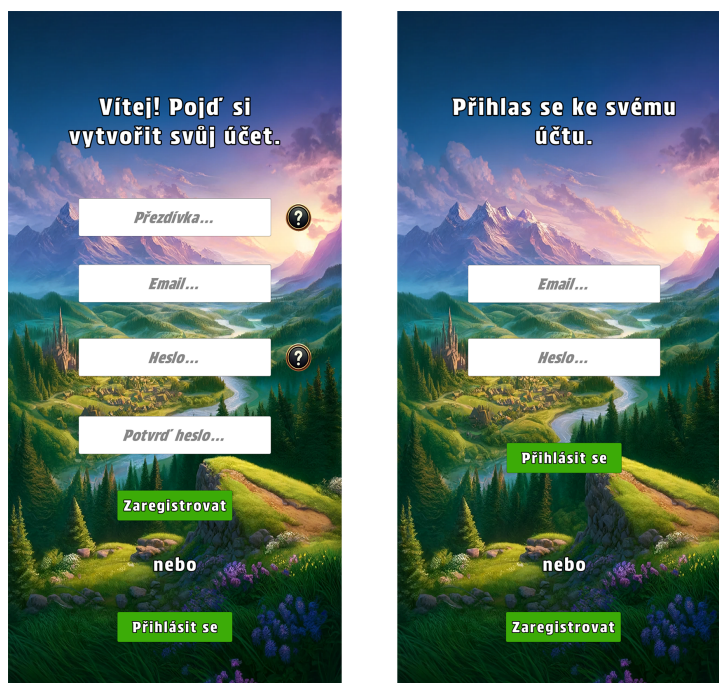 Vítej! Pojď si
vytvořit svůj účet.
Přezdívka...
?
Email...
Heslo...
?
Potvrď heslo...
Zaregistrovat
nebo
Přihlásit se
Přihlas se ke svému
účtu.
Email...
Heslo...
Přihlásit se
nebo
Zaregistrovat